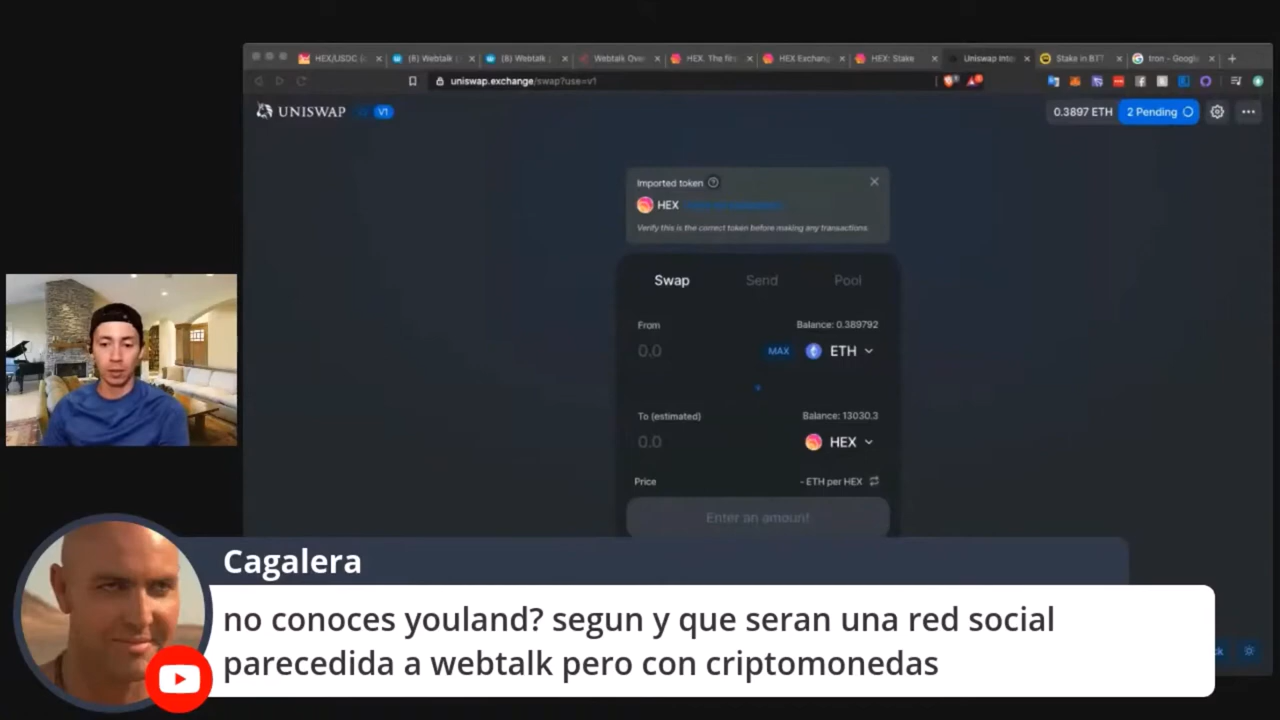 HEX/USDC (
(6) Webtalk
(6) Webtalk
Webtalk Ove
HEX. The firs
HEX Exchang
HEX: Stake
Uniswap Inte
Stake in BTT
Iron - Google
uniswap.exchange/swap?use=v1
UNISWAP V1
0.3897 ETH 2 Pending
Imported token
HEX
Verify this is the correct token before making any transactions.
Swap Send Pool
From Balance: 0.389792
0.0 MAX ETH
To (estimated) Balance: 13030.3
0.0 HEX
Price - ETH per HEX
Enter an amount
Cagalera
no conoces youland? segun y que seran una red social
parecedida a webtalk pero con criptomonedas